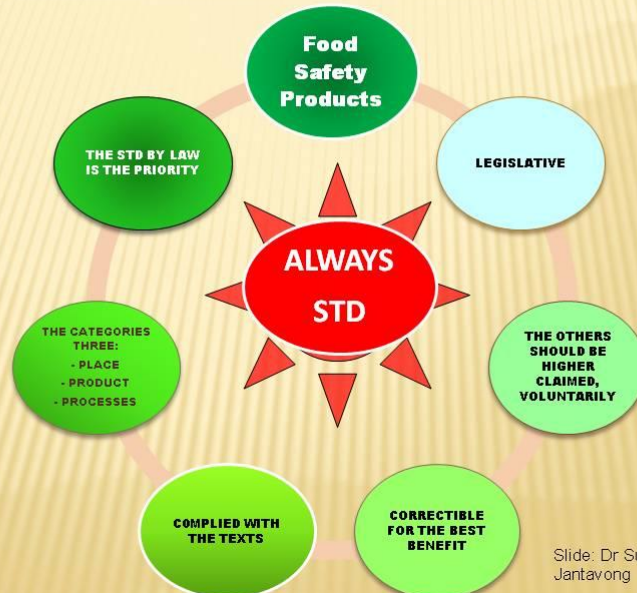 Food
Safety
Products
LEGISLATIVE
THE OTHERS
SHOULD BE
HIGHER
CLAIMED,
VOLUNTARILY
CORRECTIBLE
FOR THE BEST
BENEFIT
COMPLIED WITH
THE TEXTS
THE CATEGORIES
THREE:
- PLACE
- PRODUCT
- PROCESSES
THE STD BY LAW
IS THE PRIORITY
ALWAYS
STD
Slide: Dr
Jantavong